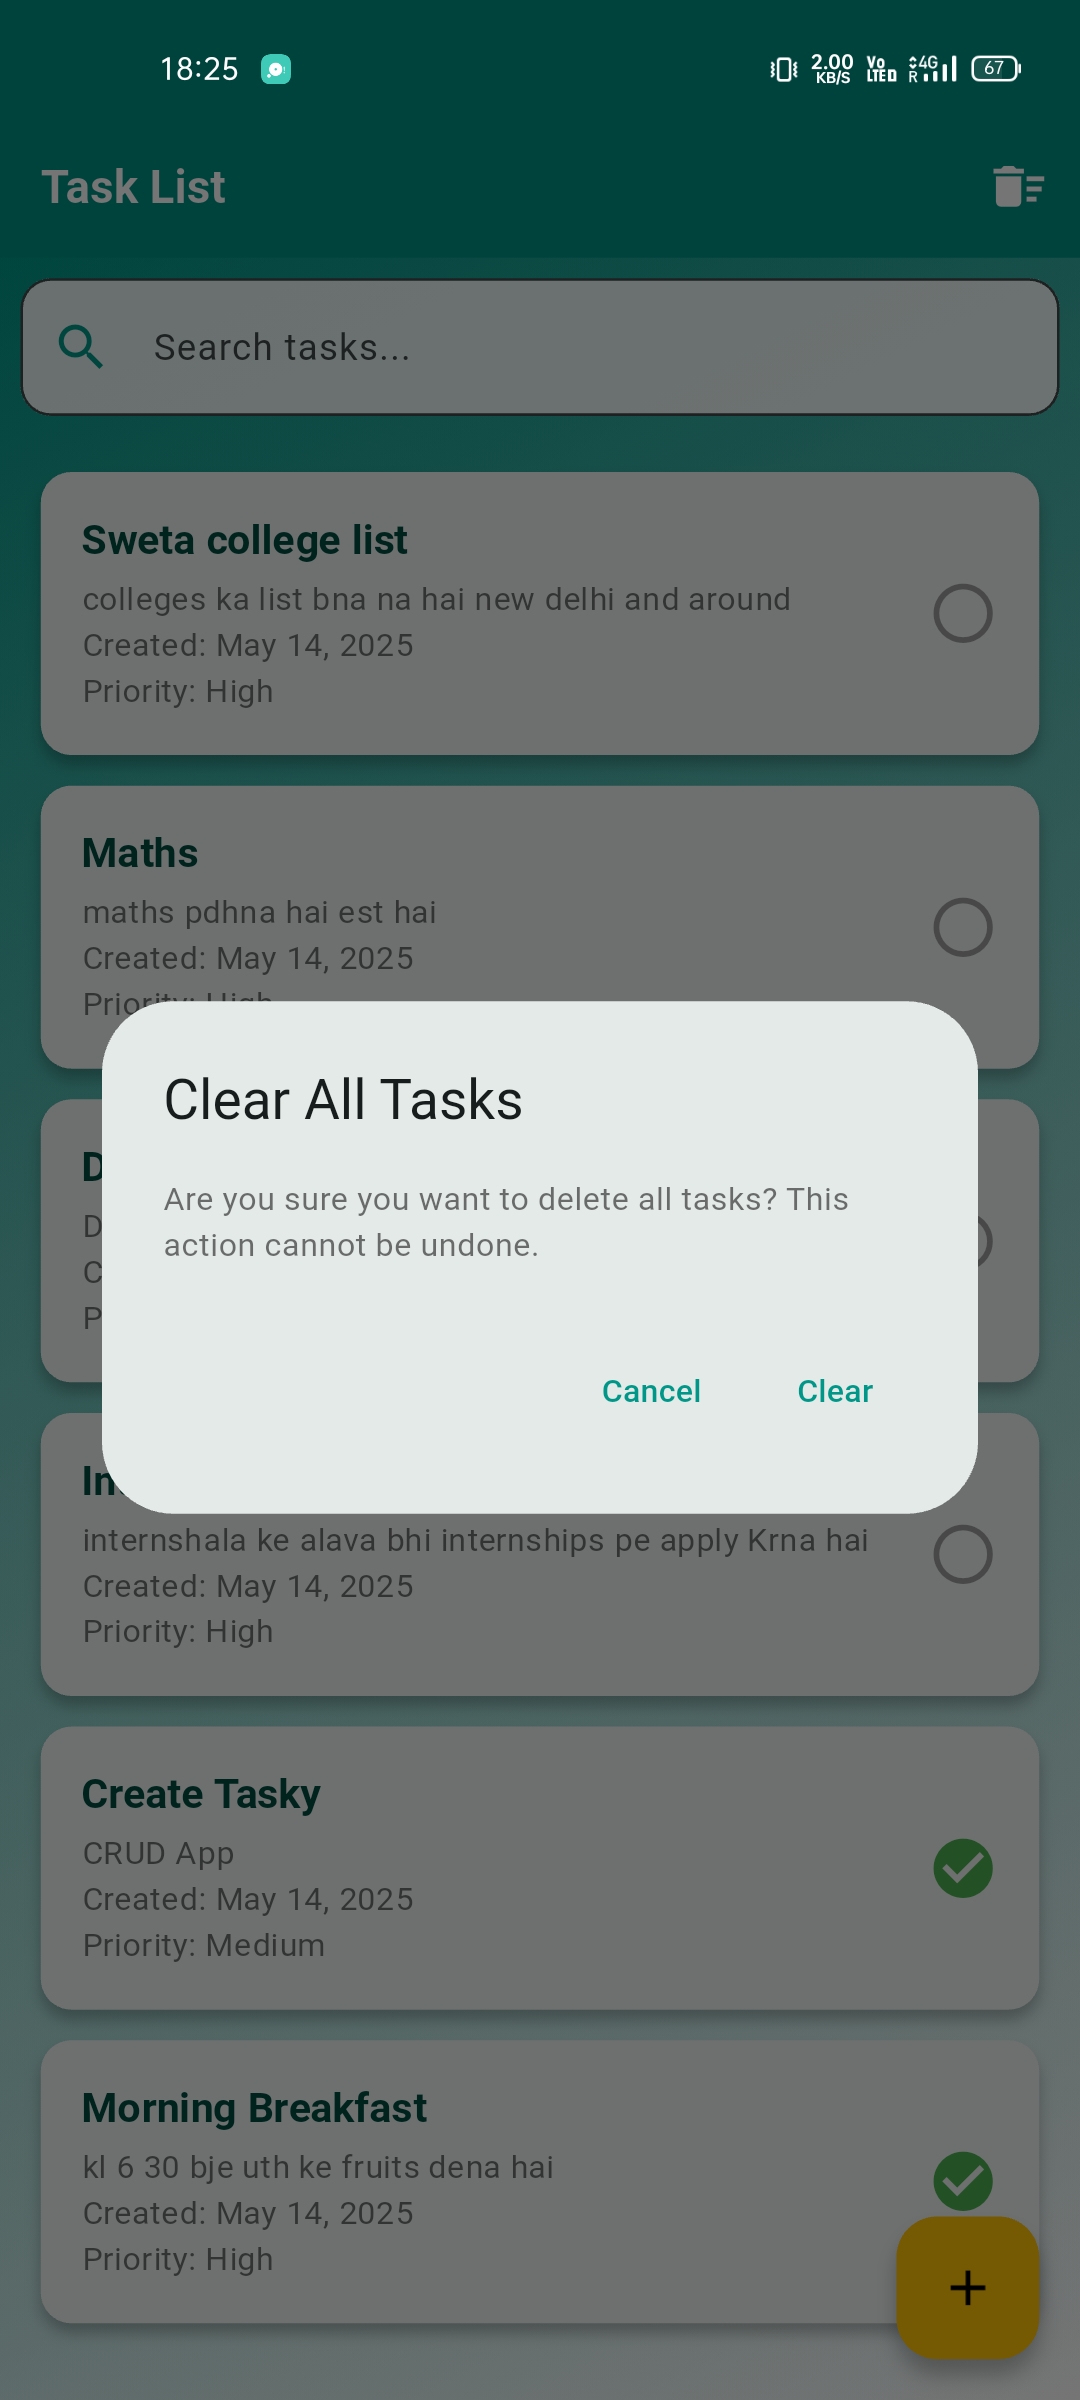 18:25
2.00
KB/S
Vo
LTE D
4G
R
67
Task List
Search tasks...
Sweta college list
colleges ka list bna na hai new delhi and around
Created: May 14, 2025
Priority: High
Maths
maths pdhna hai est hai
Created: May 14, 2025
Priority: High
Clear All Tasks
Are you sure you want to delete all tasks? This
action cannot be undone.
Cancel
Clear
internshala ke alava bhi internships pe apply Krna hai
Created: May 14, 2025
Priority: High
Create Tasky
CRUD App
Created: May 14, 2025
Priority: Medium
Morning Breakfast
kl 6 30 bje uth ke fruits dena hai
Created: May 14, 2025
Priority: High